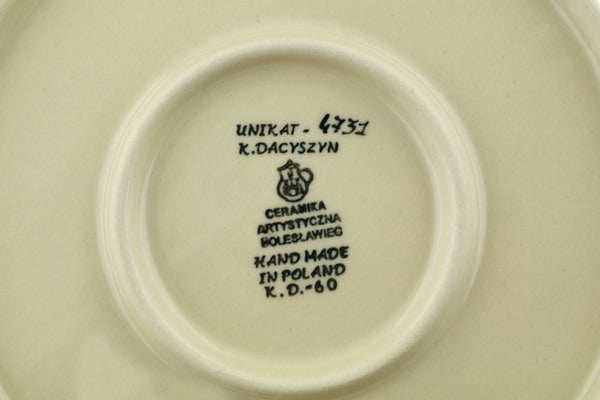 UNIKAT - 4731
K. DACYSZYN
CERAMIKA
ARTYSTYCZNA
BOLESŁAWIEC
HAND MADE
IN POLAND
K. D.-60